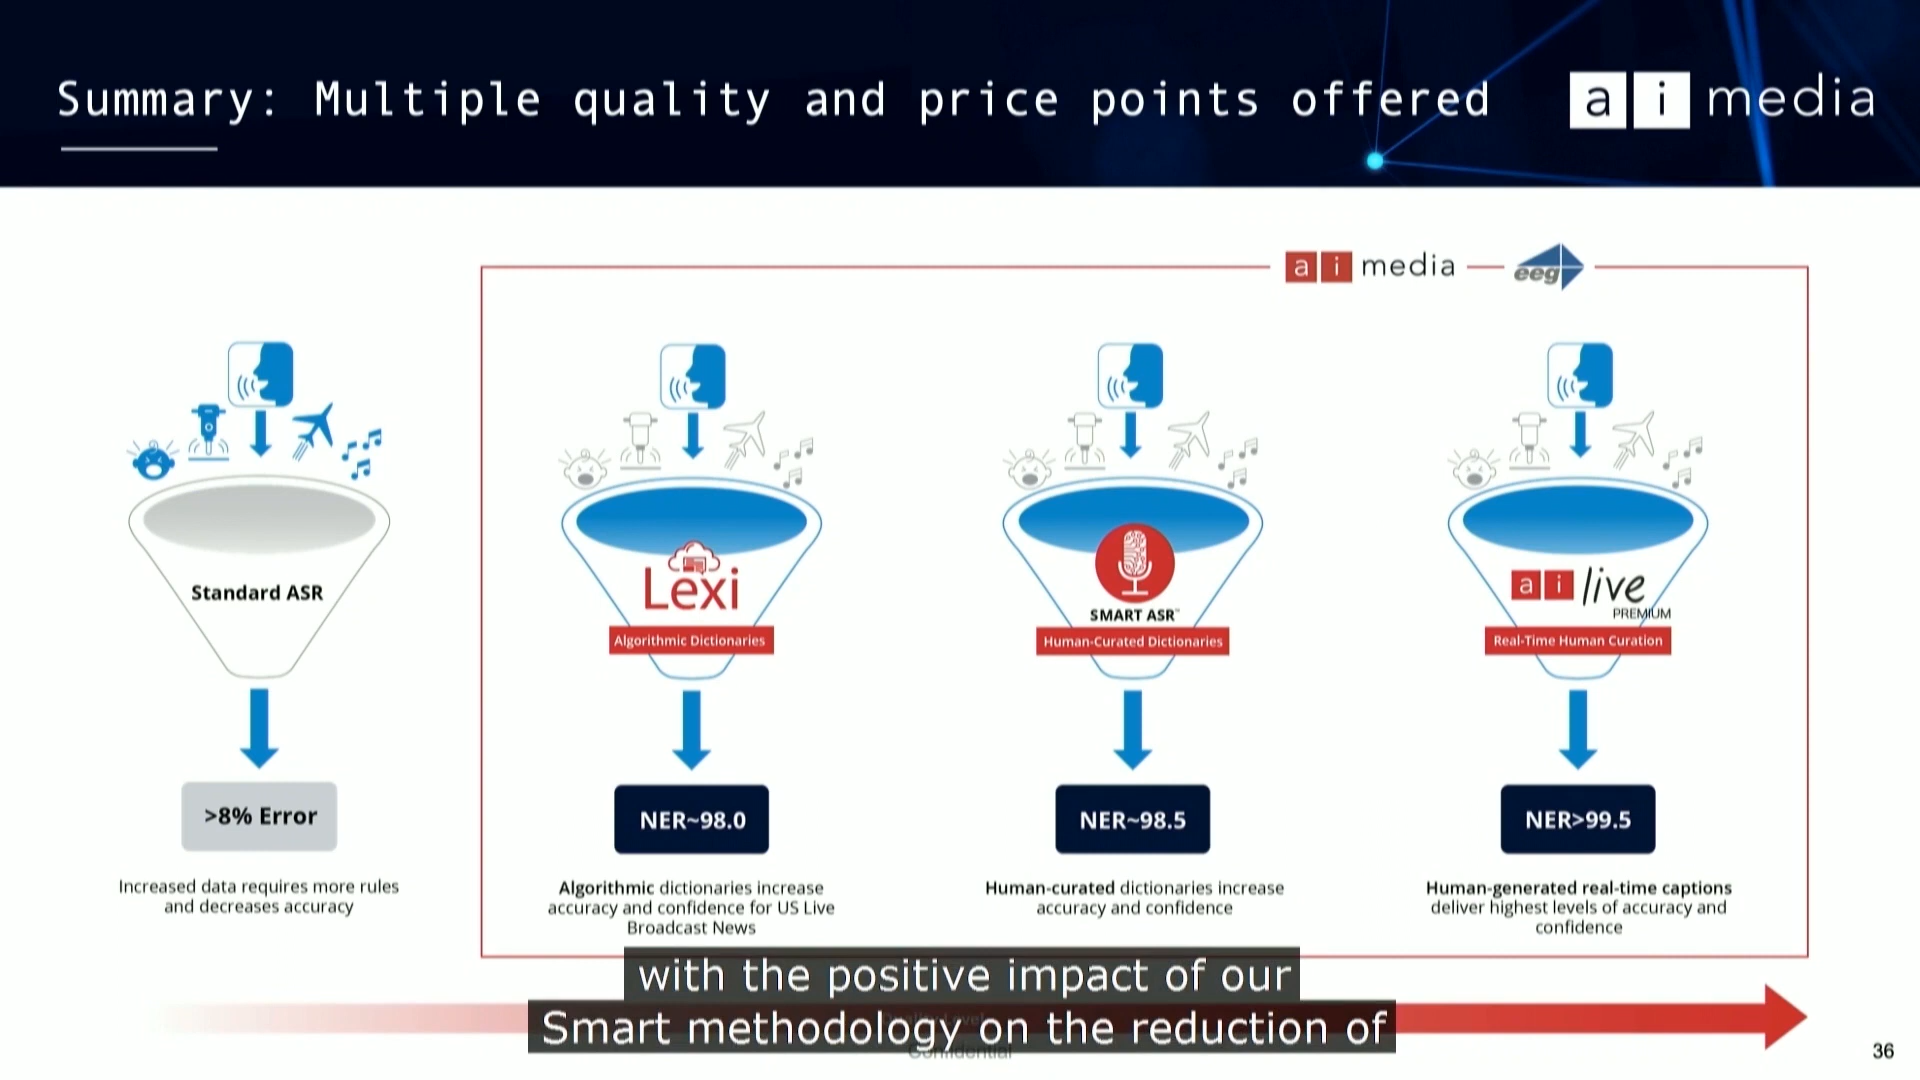 Summary: Multiple quality and price points offered
ai media
ai media
eeg
Standard ASR
Lexi
Algorithmic Dictionaries
SMART ASR™
Human-Curated Dictionaries
ai live
PREMIUM
Real-Time Human Curation
>8% Error
NER~98.0
NER~98.5
NER>99.5
Increased data requires more rules
and decreases accuracy
Algorithmic dictionaries increase
accuracy and confidence for US Live
Broadcast News
Human-curated dictionaries increase
accuracy and confidence
Human-generated real-time captions
deliver highest levels of accuracy and
confidence
with the positive impact of our
Smart methodology on the reduction of
Confidential
36